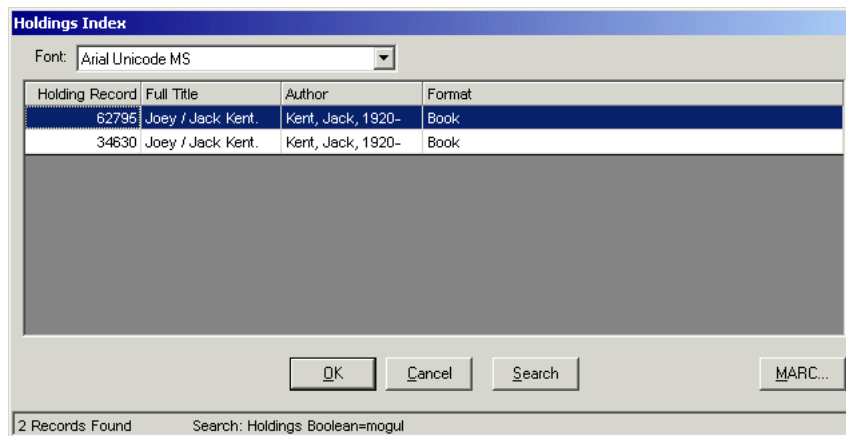 Holdings Index
Font: Arial Unicode MS
Holding Record Full Title Author Format
62795 Joey / Jack Kent. Kent, Jack, 1920- Book
34630 Joey / Jack Kent. Kent, Jack, 1920- Book
OK Cancel Search MARC...
2 Records Found Search: Holdings Boolean=mogul